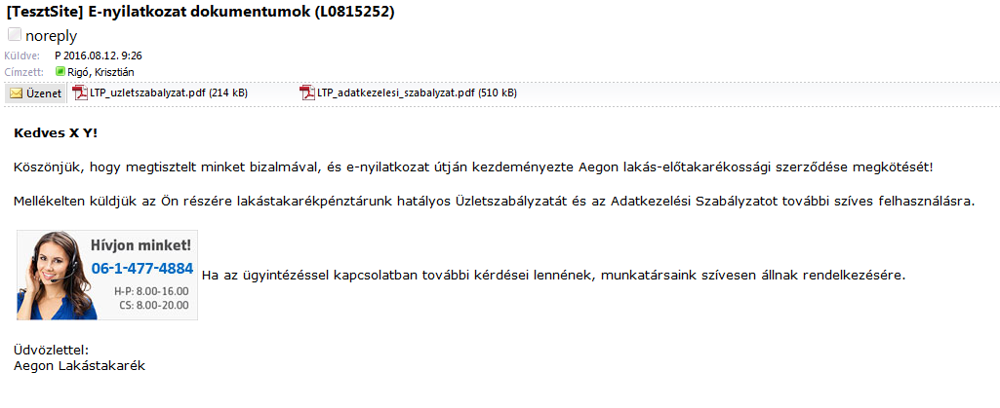 [TesztSite] E-nyilatkozat dokumentumok (L0815252)
noreply
Küldve: P 2016.08.12. 9:26
Címzett: Rigó, Krisztián
Üzenet LTP_uzletszabalyzat.pdf (214 kB) LTP_adatkezelesi_szabalyzat.pdf (510 kB)
Kedves X Y!
Köszönjük, hogy megtisztelt minket bizalmával, és e-nyilatkozat útján kezdeményezte Aegon lakás-előtakarékossági szerződése megkötését!
Mellékelten küldjük az Ön részére lakástakarékpénztárunk hatályos Üzletszabályzatát és az Adatkezelési Szabályzatot további szíves felhasználásra.
Hívjon minket!
06-1-477-4884
H-P: 8.00-16.00
CS: 8.00-20.00
Ha az ügyintézéssel kapcsolatban további kérdései lennének, munkatársaink szívesen állnak rendelkezésére.
Üdvözlettel:
Aegon Lakástakarék